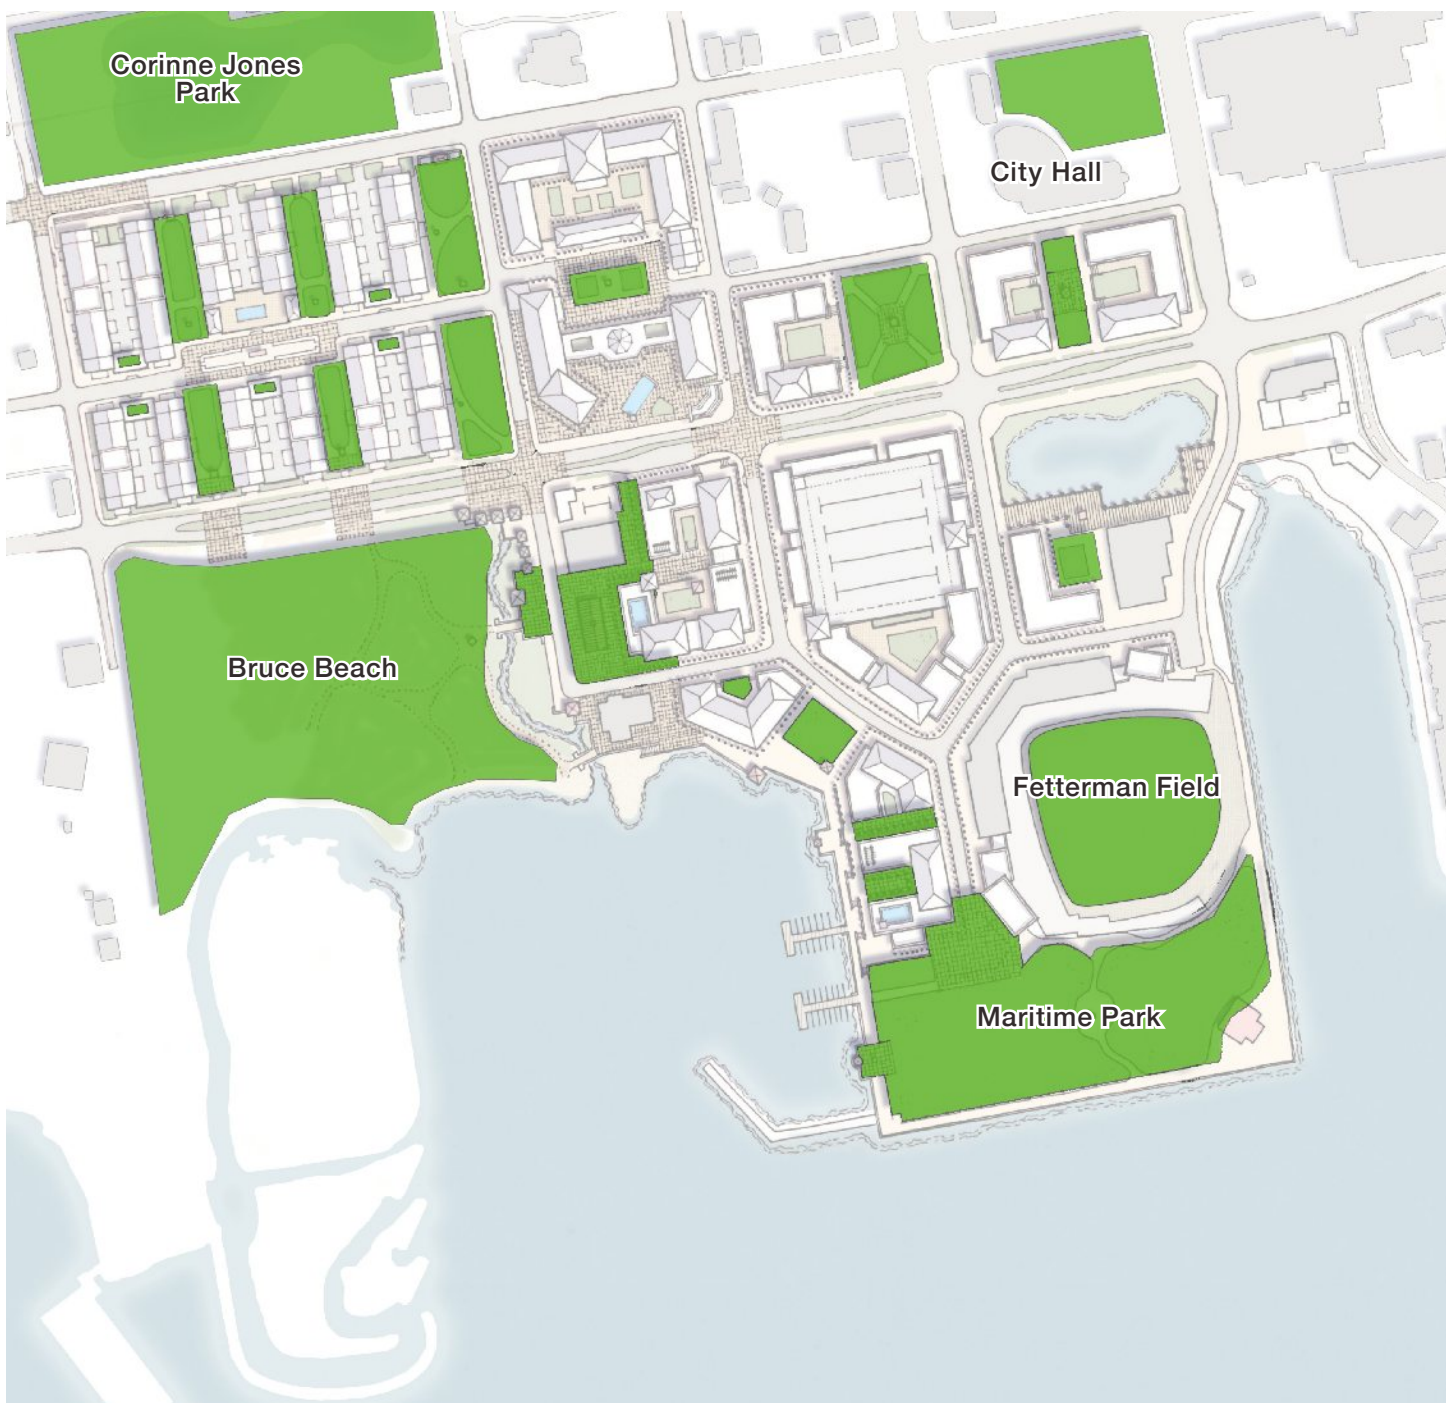 Corinne Jones
Park
City Hall
Bruce Beach
Fetterman Field
Maritime Park